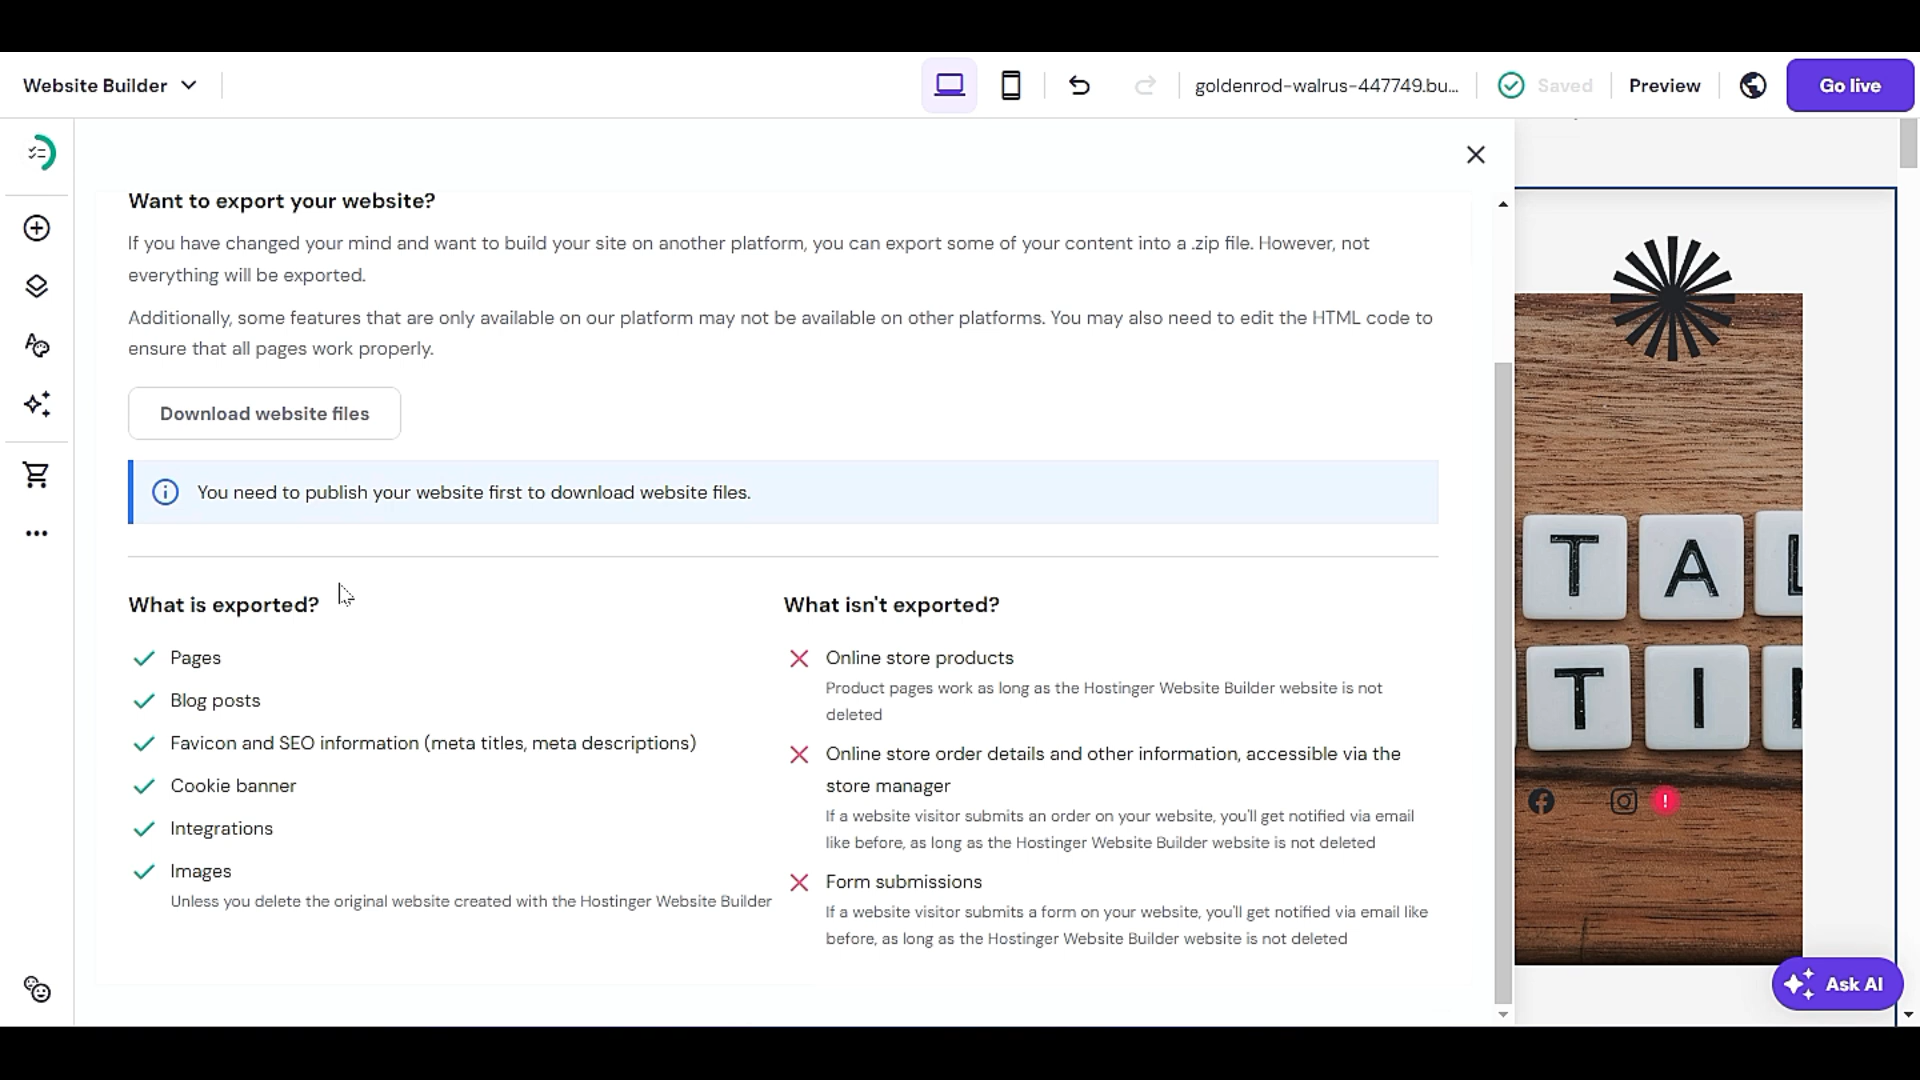 Website Builder
goldenrod-walrus-447749.bu...
Saved
Preview
Go live
Want to export your website?
If you have changed your mind and want to build your site on another platform, you can export some of your content into a .zip file. However, not
everything will be exported.
Additionally, some features that are only available on our platform may not be available on other platforms. You may also need to edit the HTML code to
ensure that all pages work properly.
Download website files
You need to publish your website first to download website files.
What is exported?
Pages
Blog posts
Favicon and SEO information (meta titles, meta descriptions)
Cookie banner
Integrations
Images
Unless you delete the original website created with the Hostinger Website Builder
What isn't exported?
Online store products
Product pages work as long as the Hostinger Website Builder website is not
deleted
Online store order details and other information, accessible via the
store manager
If a website visitor submits an order on your website, you'll get notified via email
like before, as long as the Hostinger Website Builder website is not deleted
Form submissions
If a website visitor submits a form on your website, you'll get notified via email like
before, as long as the Hostinger Website Builder website is not deleted
TA
TI
Ask AI